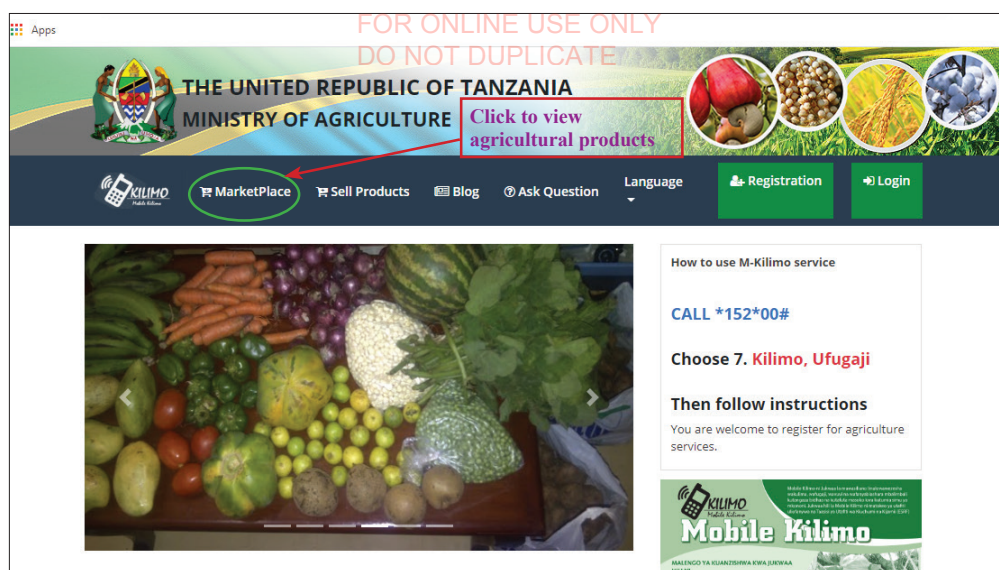 FOR ONLINE USE ONLY
DO NOT DUPLICATE
Apps
THE UNITED REPUBLIC OF TANZANIA
MINISTRY OF AGRICULTURE
Click to view
agricultural products
KILIMO
Mobile Kilimo
MarketPlace
Sell Products
Blog
Ask Question
Language
Registration
Login
How to use M-Kilimo service
CALL *152*00#
Choose 7. Kilimo, Ufugaji
Then follow instructions
You are welcome to register for agriculture
services.
KILIMO
Mobile Kilimo
Mobile Kilimo
MALENGO YA KUANZISHWA KWA JUKWAA